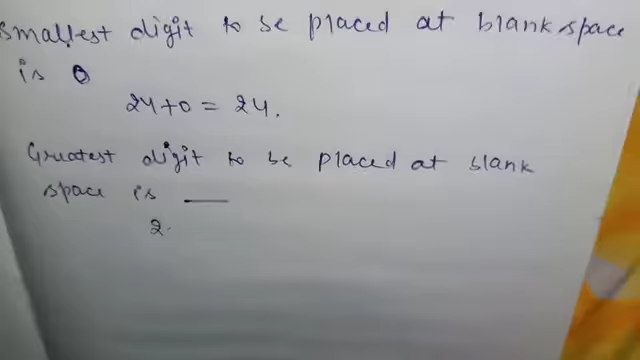 smallest digit to be placed at blank space
is 0
24+0 = 24.
Greatest digit to be placed at blank
space is ___
2.